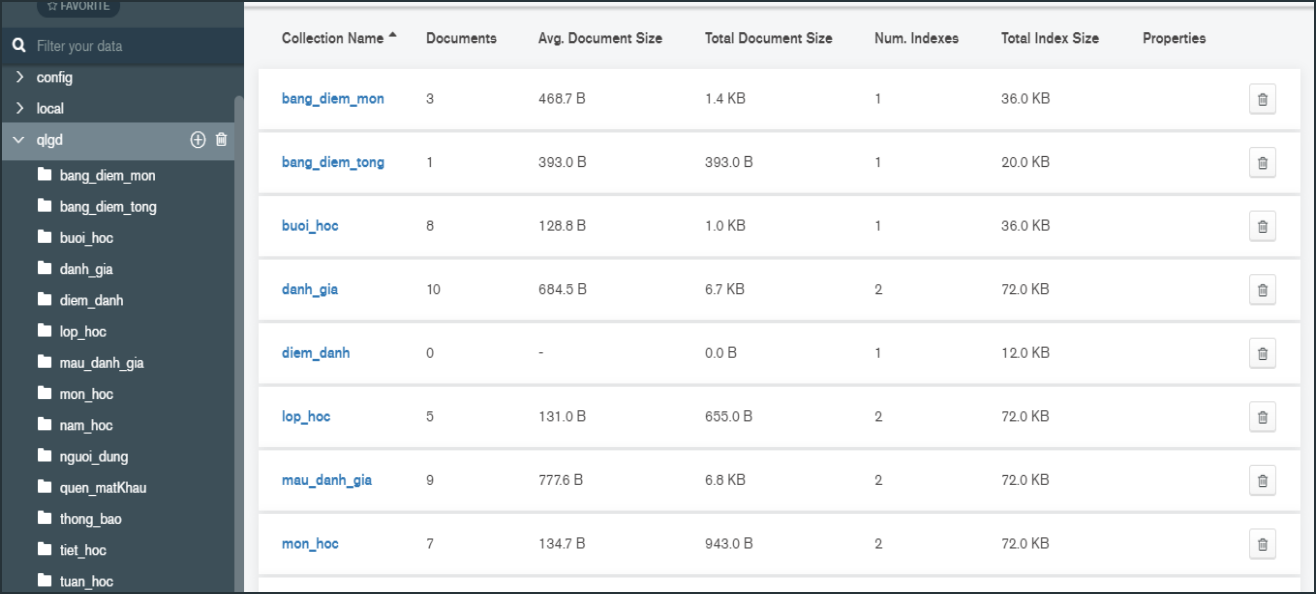 FAVORITE
Filter your data
config
local
qlgd
bang_diem_mon
bang_diem_tong
buoi_hoc
danh_gia
diem_danh
lop_hoc
mau_danh_gia
mon_hoc
nam_hoc
nguoi_dung
quen_matKhau
thong_bao
tiet_hoc
tuan_hoc
Collection Name Documents Avg. Document Size Total Document Size Num. Indexes Total Index Size Properties
bang_diem_mon 3 468.7 B 1.4 KB 1 36.0 KB
bang_diem_tong 1 393.0 B 393.0 B 1 20.0 KB
buoi_hoc 8 128.8 B 1.0 KB 1 36.0 KB
danh_gia 10 684.5 B 6.7 KB 2 72.0 KB
diem_danh 0 - 0.0 B 1 12.0 KB
lop_hoc 5 131.0 B 655.0 B 2 72.0 KB
mau_danh_gia 9 777.6 B 6.8 KB 2 72.0 KB
mon_hoc 7 134.7 B 943.0 B 2 72.0 KB